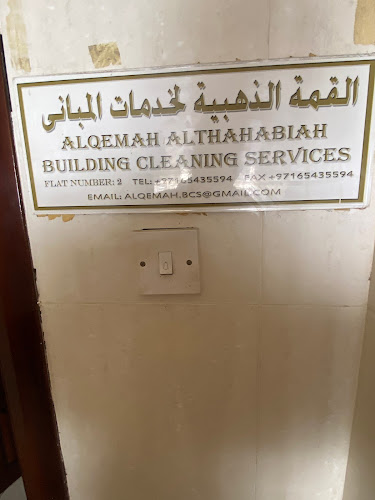 القمة الذهبية لخدمات المباني
ALQEMAH ALTHAHABIAH
BUILDING CLEANING SERVICES
FLAT NUMBER: 2 TEL: +97165435594 FAX +97165435594
EMAIL: ALQEMAH.BCS@GMAIL.COM